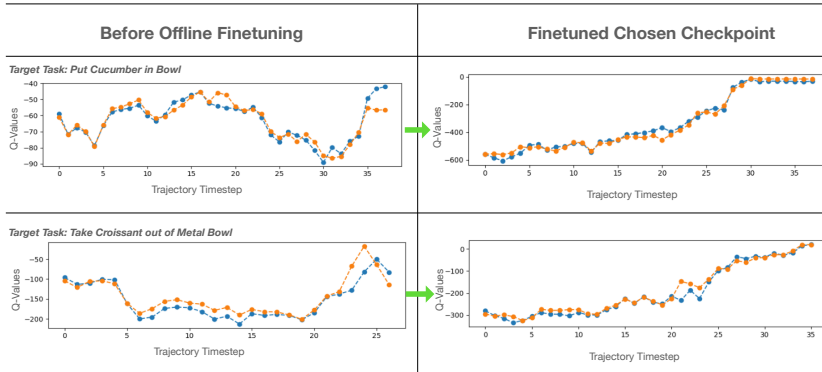 Before Offline Finetuning
Finetuned Chosen Checkpoint
Target Task: Put Cucumber in Bowl
Q-Values
−40
−50
−60
−70
−80
−90
0 5 10 15 20 25 30 35
Trajectory Timestep
0
−200
−400
−600
0 5 10 15 20 25 30 35
Trajectory Timestep
Target Task: Take Croissant out of Metal Bowl
Q-Values
−50
−100
−150
−200
0 5 10 15 20 25
Trajectory Timestep
0
−100
−200
−300
0 5 10 15 20 25 30 35
Trajectory Timestep